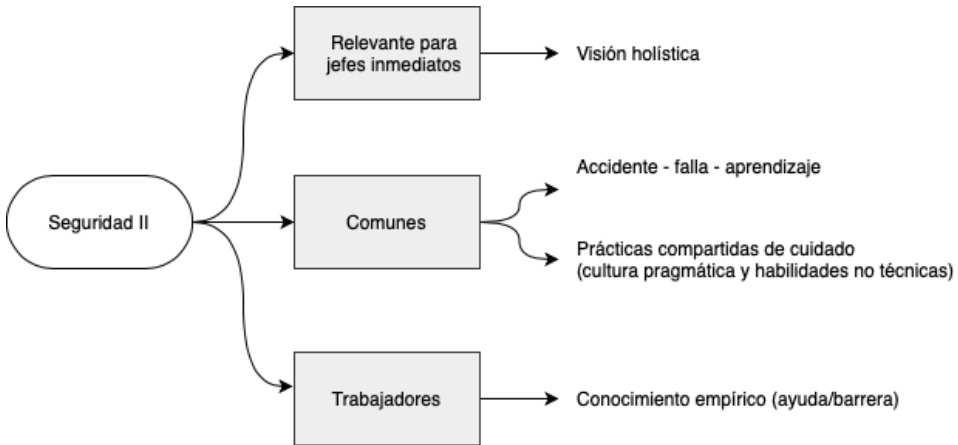 Relevante para
jefes inmediatos
Visión holística
Seguridad II
Comunes
Accidente - falla - aprendizaje
Prácticas compartidas de cuidado
(cultura pragmática y habilidades no técnicas)
Trabajadores
Conocimiento empírico (ayuda/barrera)